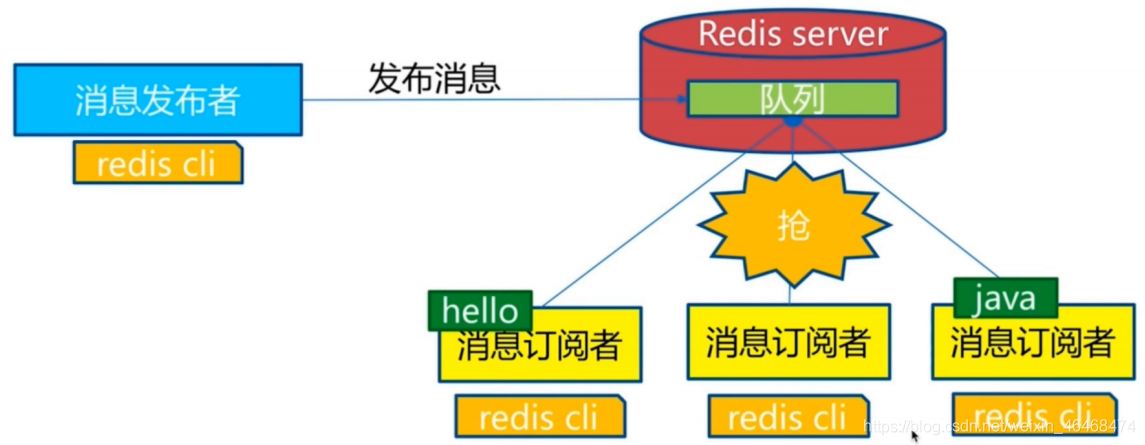 Redis server
发布消息
消息发布者
队列
redis cli
抢
hello
java
消息订阅者
消息订阅者
消息订阅者
redis cli
redis cli
redis cli
https://blog.csdn.net/weixin_46468474